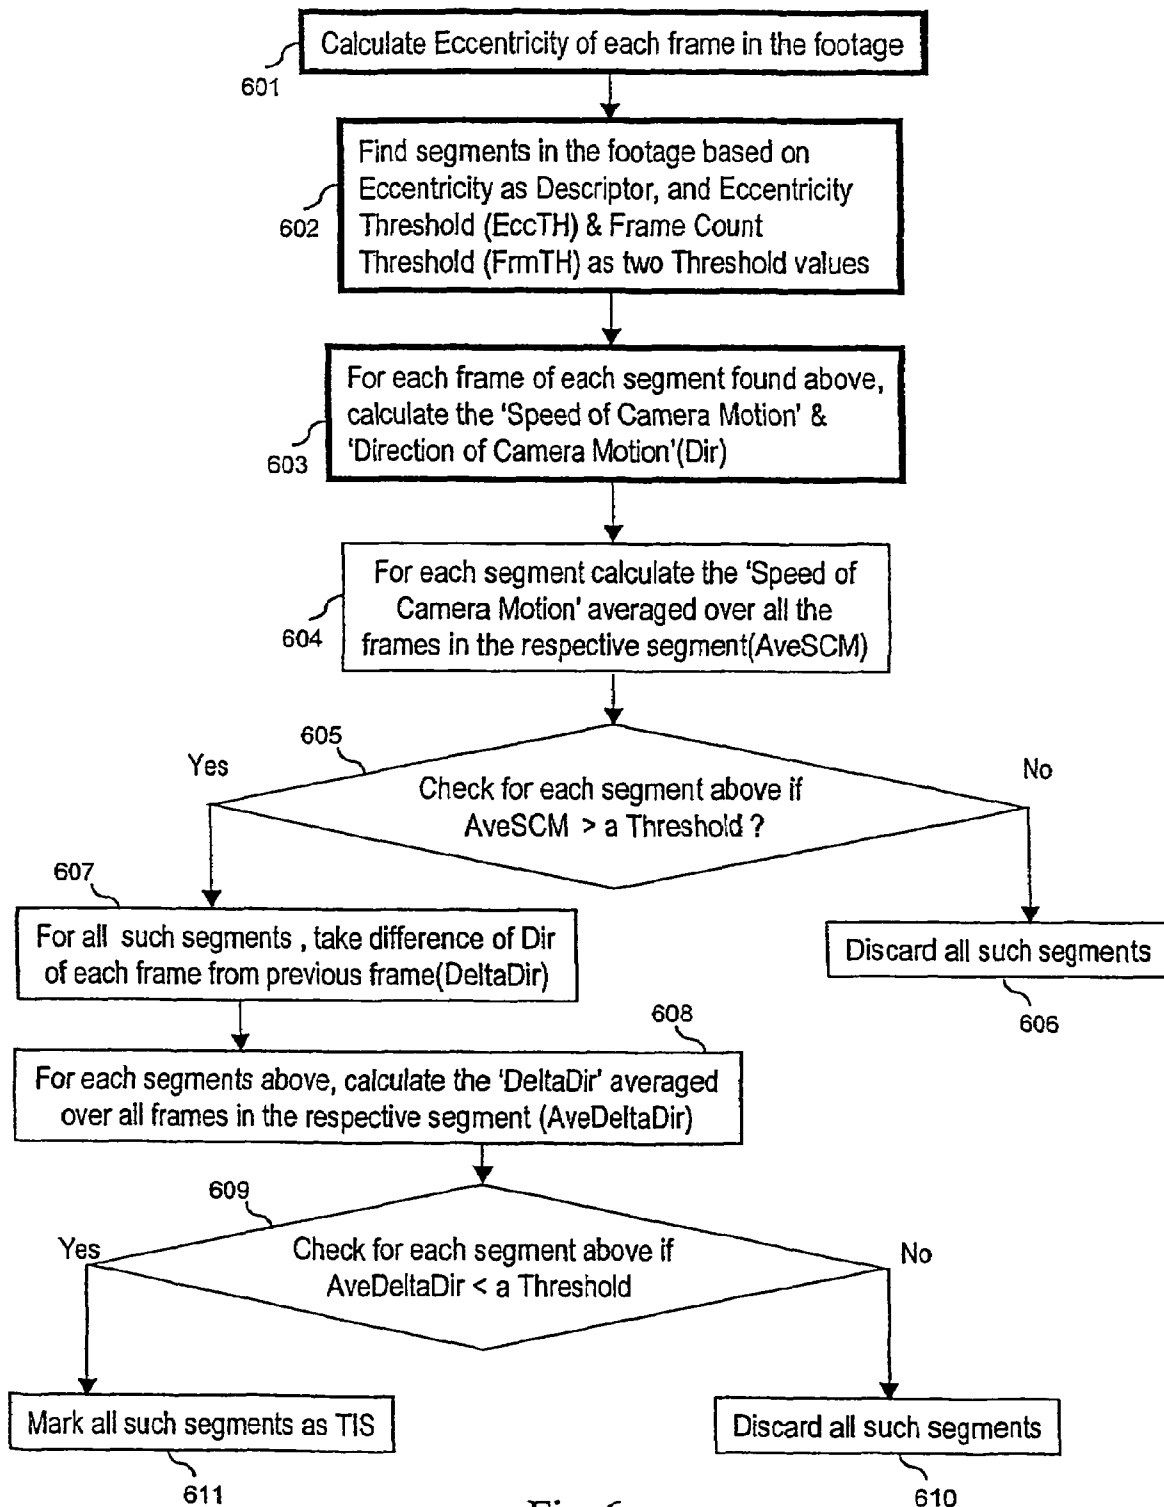 Calculate Eccentricity of each frame in the footage
601
Find segments in the footage based on
Eccentricity as Descriptor, and Eccentricity
Threshold (EccTH) & Frame Count
Threshold (FrmTH) as two Threshold values
602
For each frame of each segment found above,
calculate the ‘Speed of Camera Motion’ &
‘Direction of Camera Motion’(Dir)
603
For each segment calculate the ‘Speed of
Camera Motion’ averaged over all the
frames in the respective segment(AveSCM)
604
605
Yes
No
Check for each segment above if
AveSCM > a Threshold ?
607
For all such segments , take difference of Dir
of each frame from previous frame(DeltaDir)
Discard all such segments
606
608
For each segments above, calculate the ‘DeltaDir’ averaged
over all frames in the respective segment (AveDeltaDir)
609
Yes
No
Check for each segment above if
AveDeltaDir < a Threshold
Mark all such segments as TIS
611
Discard all such segments
610
Fig 6